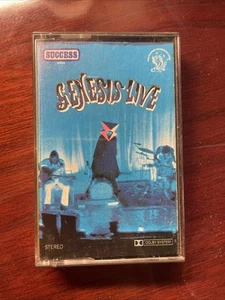 SUCCESS
GENESIS LIVE
STEREO
DOLBY SYSTEM